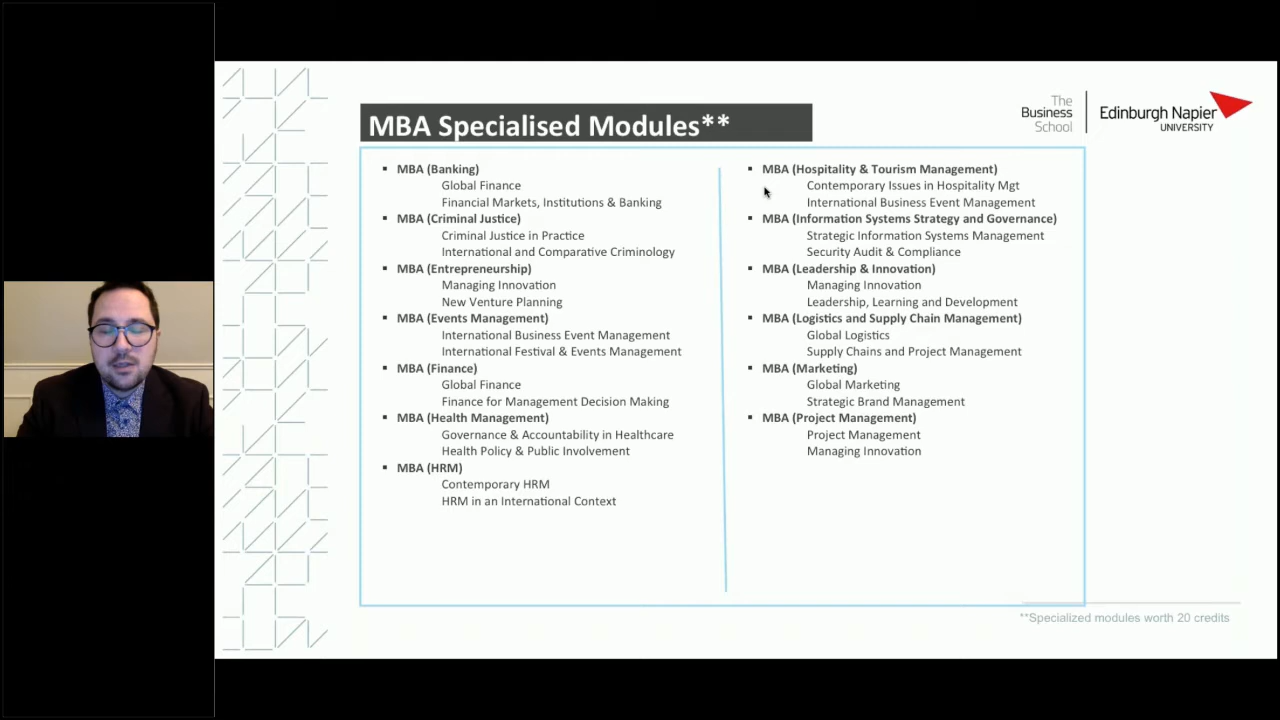 MBA Specialised Modules**
The
Business
School
Edinburgh Napier
UNIVERSITY
▪ MBA (Banking)
Global Finance
Financial Markets, Institutions & Banking
▪ MBA (Criminal Justice)
Criminal Justice in Practice
International and Comparative Criminology
▪ MBA (Entrepreneurship)
Managing Innovation
New Venture Planning
▪ MBA (Events Management)
International Business Event Management
International Festival & Events Management
▪ MBA (Finance)
Global Finance
Finance for Management Decision Making
▪ MBA (Health Management)
Governance & Accountability in Healthcare
Health Policy & Public Involvement
▪ MBA (HRM)
Contemporary HRM
HRM in an International Context
▪ MBA (Hospitality & Tourism Management)
Contemporary Issues in Hospitality Mgt
International Business Event Management
▪ MBA (Information Systems Strategy and Governance)
Strategic Information Systems Management
Security Audit & Compliance
▪ MBA (Leadership & Innovation)
Managing Innovation
Leadership, Learning and Development
▪ MBA (Logistics and Supply Chain Management)
Global Logistics
Supply Chains and Project Management
▪ MBA (Marketing)
Global Marketing
Strategic Brand Management
▪ MBA (Project Management)
Project Management
Managing Innovation
**Specialized modules worth 20 credits